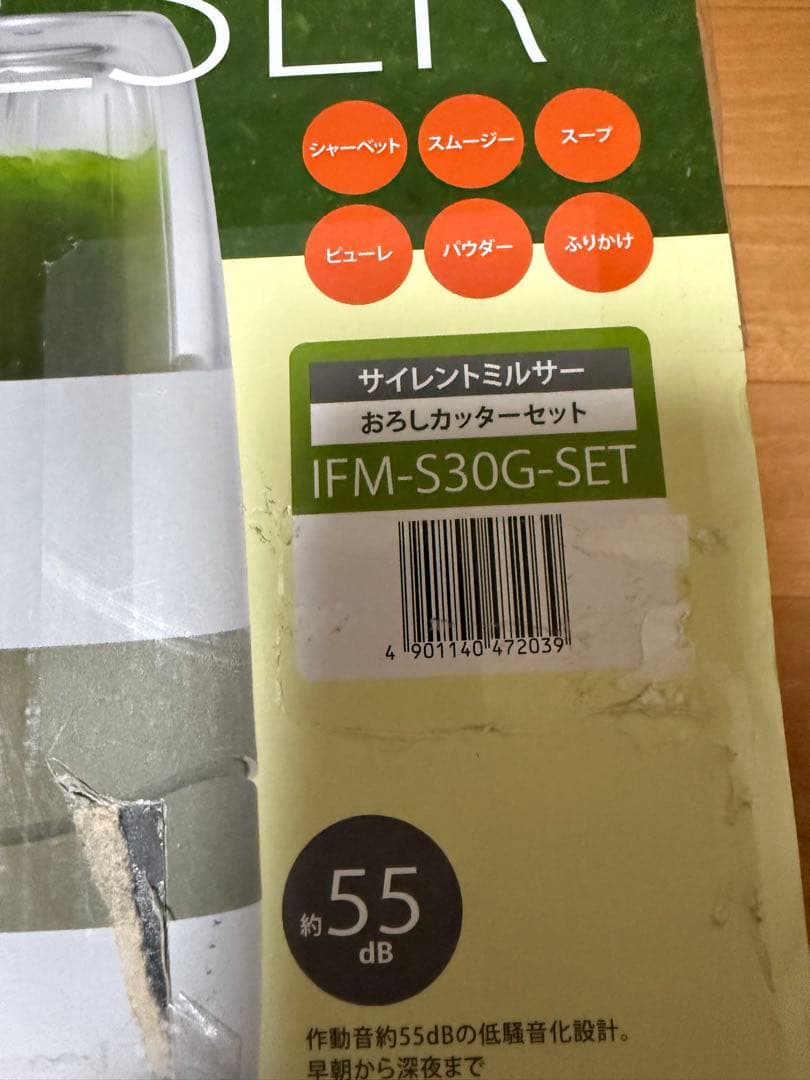 シャーベット
スムージー
スープ
ピューレ
パウダー
ふりかけ
サイレントミルサー
おろしカッターセット
IFM-S30G-SET
4 901140 472039
約55
dB
作動音約55dBの低騒音化設計。
早朝から深夜まで